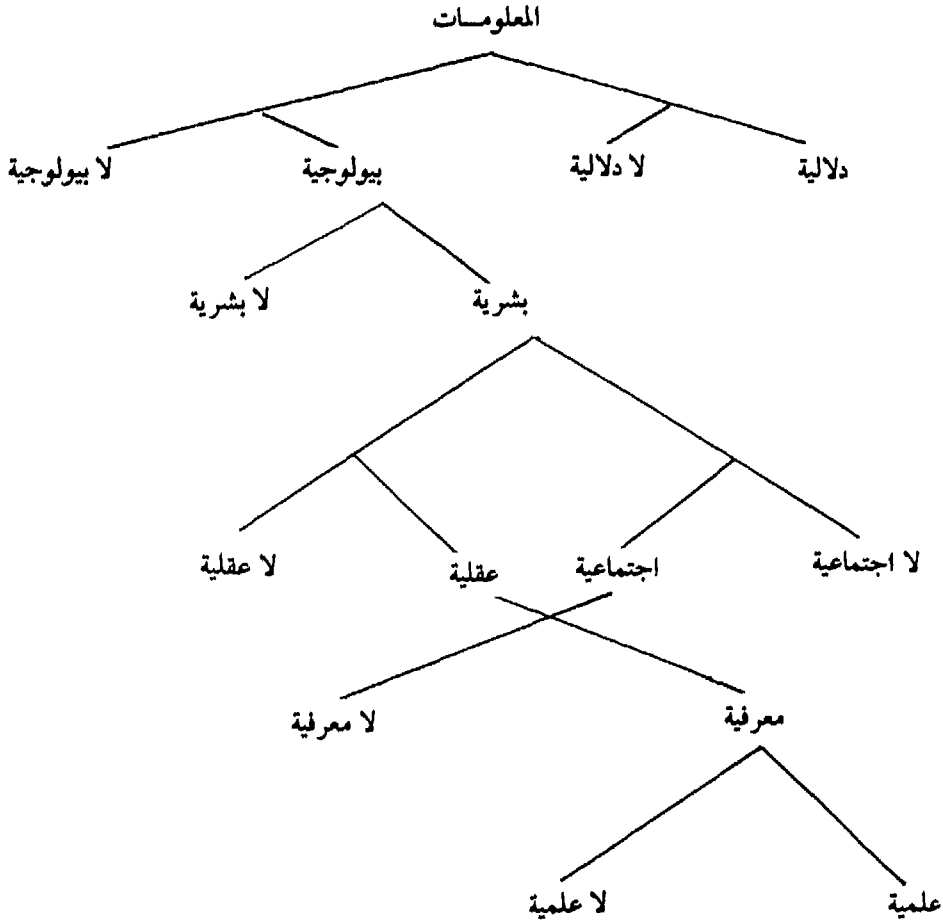 المعلومــات
دلالية لا دلالية بيولوجية لا بيولوجية
بشرية لا بشرية
لا اجتماعية اجتماعية عقلية لا عقلية
معرفية لا معرفية
علمية لا علمية